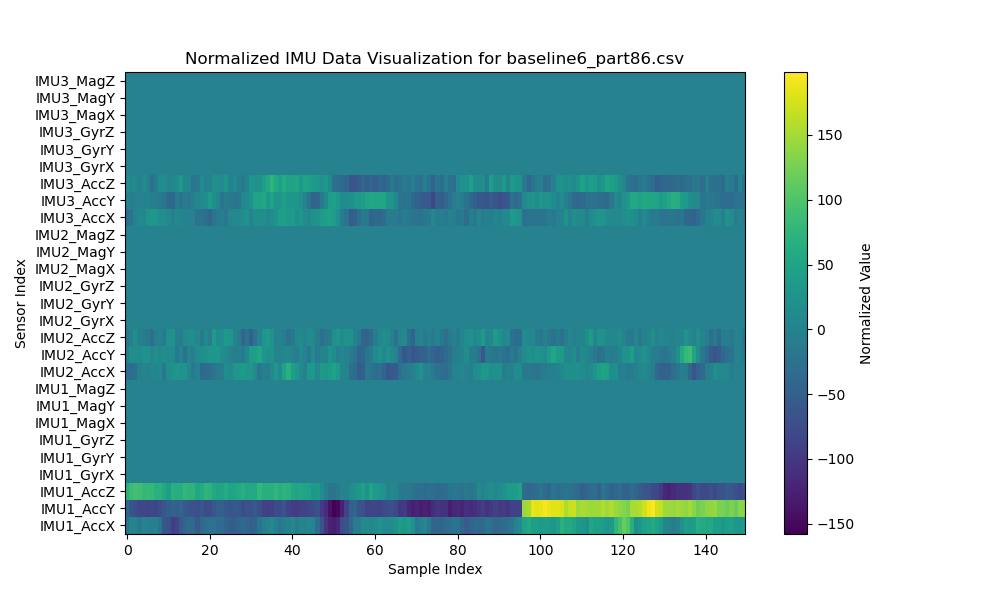 Normalized IMU Data Visualization for baseline6_part86.csv
IMU3_MagZ
IMU3_MagY
IMU3_MagX
IMU3_GyrZ
IMU3_GyrY
IMU3_GyrX
IMU3_AccZ
IMU3_AccY
IMU3_AccX
IMU2_MagZ
IMU2_MagY
IMU2_MagX
IMU2_GyrZ
IMU2_GyrY
IMU2_GyrX
IMU2_AccZ
IMU2_AccY
IMU2_AccX
IMU1_MagZ
IMU1_MagY
IMU1_MagX
IMU1_GyrZ
IMU1_GyrY
IMU1_GyrX
IMU1_AccZ
IMU1_AccY
IMU1_AccX
Sensor Index
0 20 40 60 80 100 120 140
Sample Index
150
100
50
0
−50
−100
−150
Normalized Value